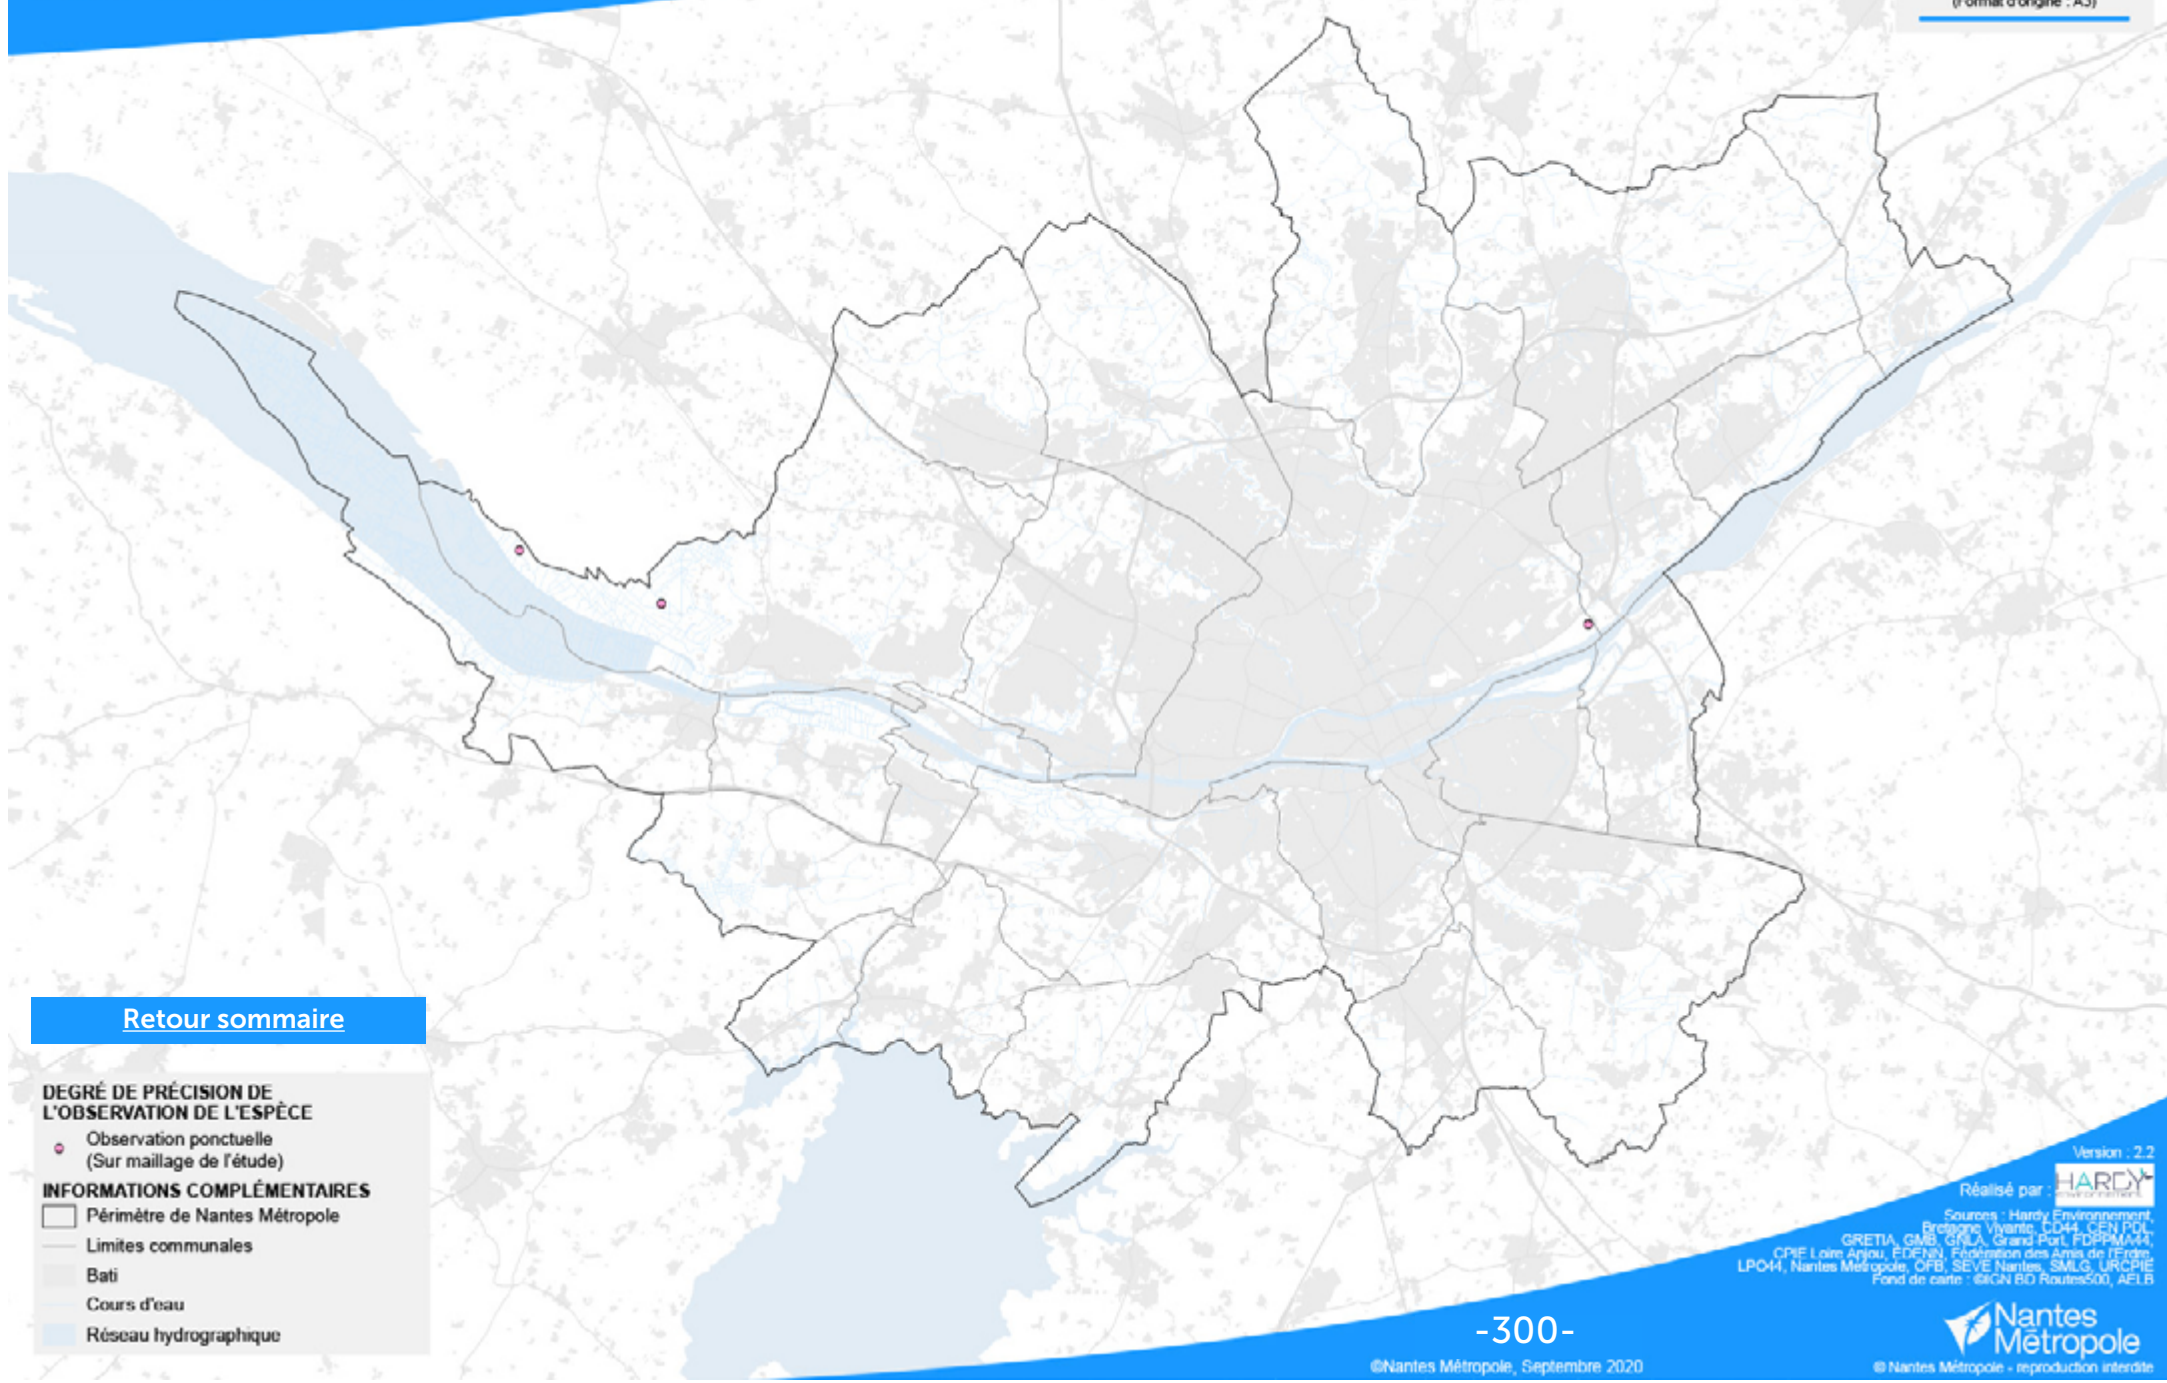 (Format d'origine : A3)
Retour sommaire
DEGRÉ DE PRÉCISION DE
L'OBSERVATION DE L'ESPÈCE
Observation ponctuelle
(Sur maillage de l'étude)
INFORMATIONS COMPLÉMENTAIRES
Périmètre de Nantes Métropole
Limites communales
Bati
Cours d'eau
Réseau hydrographique
Version : 2.2
Réalisé par : HARDY
environnement
Sources : Hardy Environnement,
Bretagne Vivante, CD44, CEN PDL,
GRETIA, GMB, GNLA, Grand Port, FDPPMA44,
CPIE Loire Anjou, EDENN, Fédération des Amis de l'Erdre,
LPO44, Nantes Métropole, OFB, SEVE Nantes, SMLG, URCPIE
Fond de carte : ©IGN BD Routes500, AELB
-300-
©Nantes Métropole, Septembre 2020
Nantes
Métropole
© Nantes Métropole - reproduction interdite